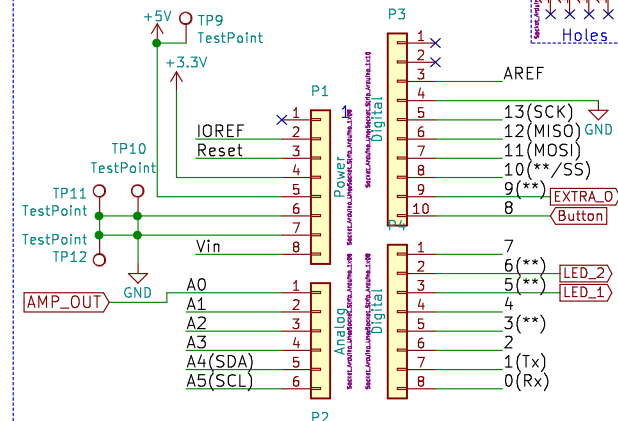 +5V
TP9
TestPoint
+3.3V
P3
Holes
P1
1
2
3
4
5
6
7
8
IOREF
Reset
Vin
Power
1
TP10
TestPoint
TP11
TestPoint
TestPoint
TP12
GND
1
2
3
4
5
6
7
8
9
10
Digital
AREF
GND
13(SCK)
12(MISO)
11(MOSI)
10(**/SS)
9(**)
EXTRA_O
8
Button
P4
AMP_OUT
A0
A1
A2
A3
A4(SDA)
A5(SCL)
1
2
3
4
5
6
Analog
P2
1
2
3
4
5
6
7
8
Digital
7
6(**)
LED_2
5(**)
LED_1
4
3(**)
2
1(Tx)
0(Rx)